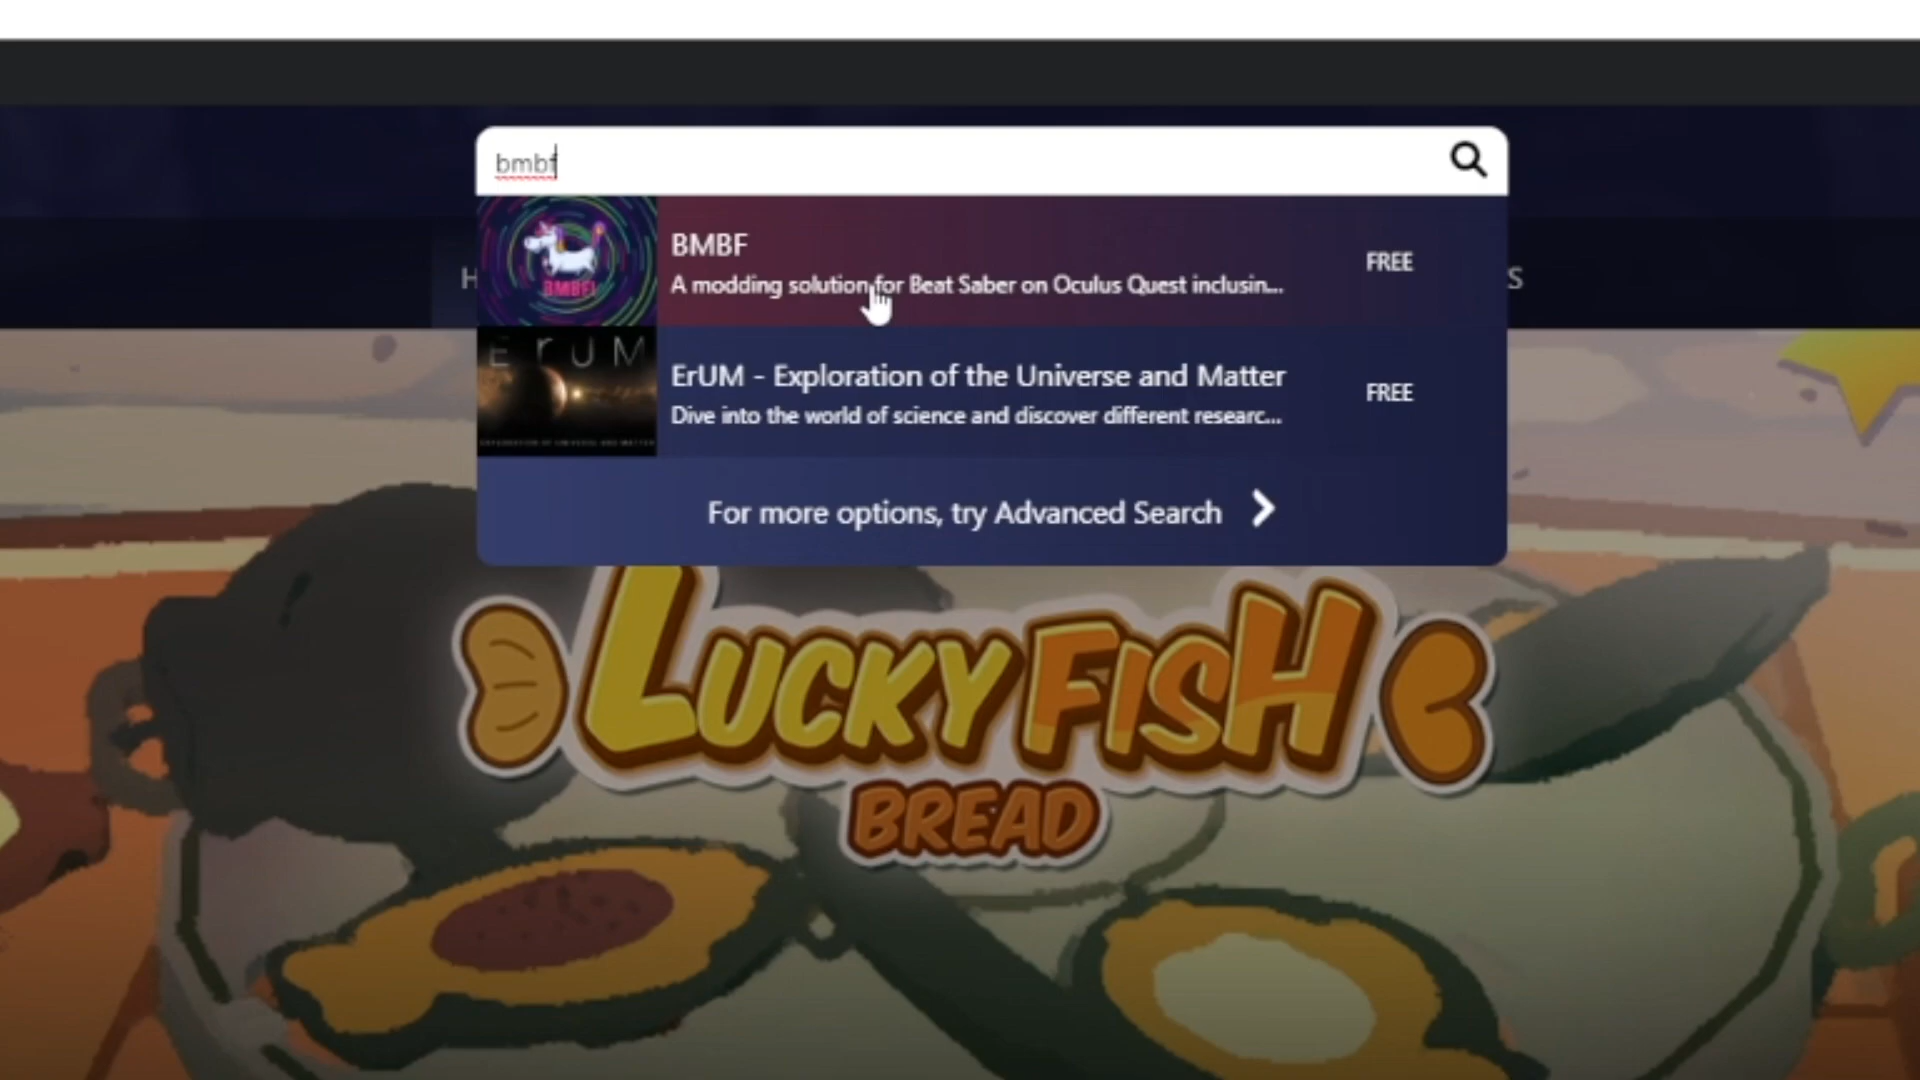 bmbf
BMBF
A modding solution for Beat Saber on Oculus Quest inclusin...
FREE
H
S
BMBF!
ErUM
ErUM - Exploration of the Universe and Matter
Dive into the world of science and discover different researc...
FREE
For more options, try Advanced Search
LUCKY FISH
BREAD